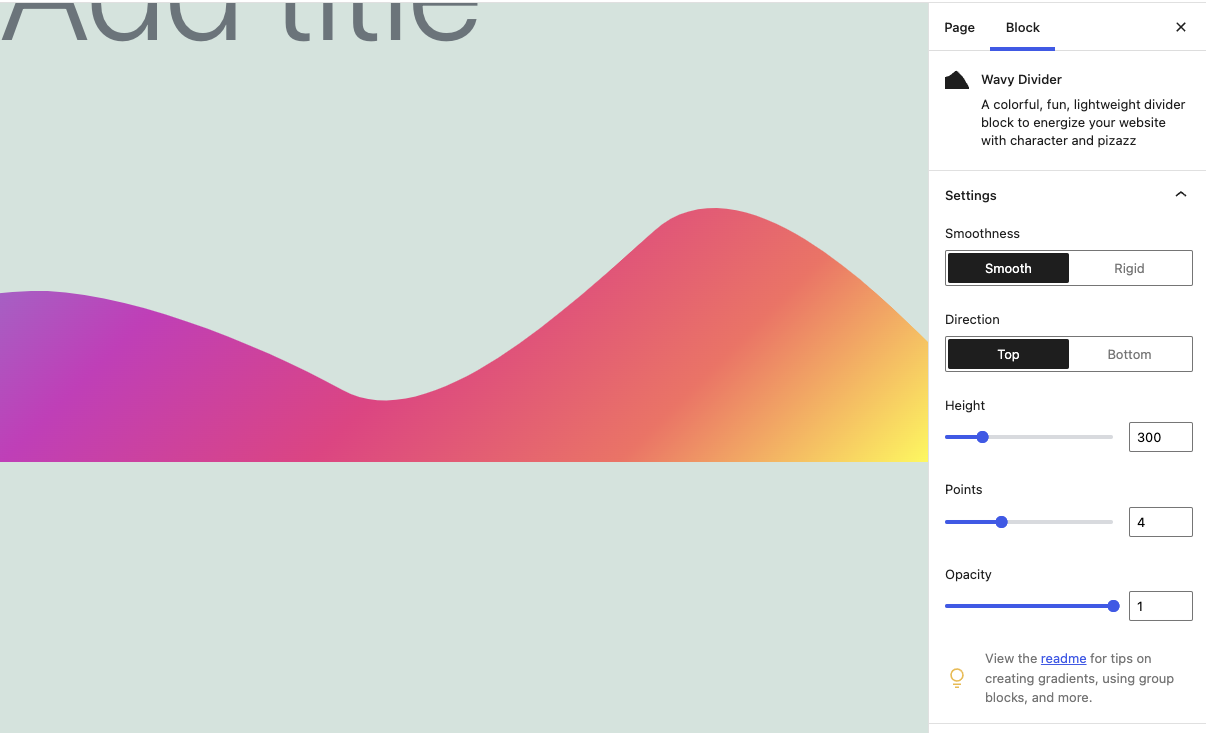 Add title
Page Block
Wavy Divider
A colorful, fun, lightweight divider
block to energize your website
with character and pizazz
Settings
Smoothness
Smooth Rigid
Direction
Top Bottom
Height
300
Points
4
Opacity
1
View the readme for tips on
creating gradients, using group
blocks, and more.